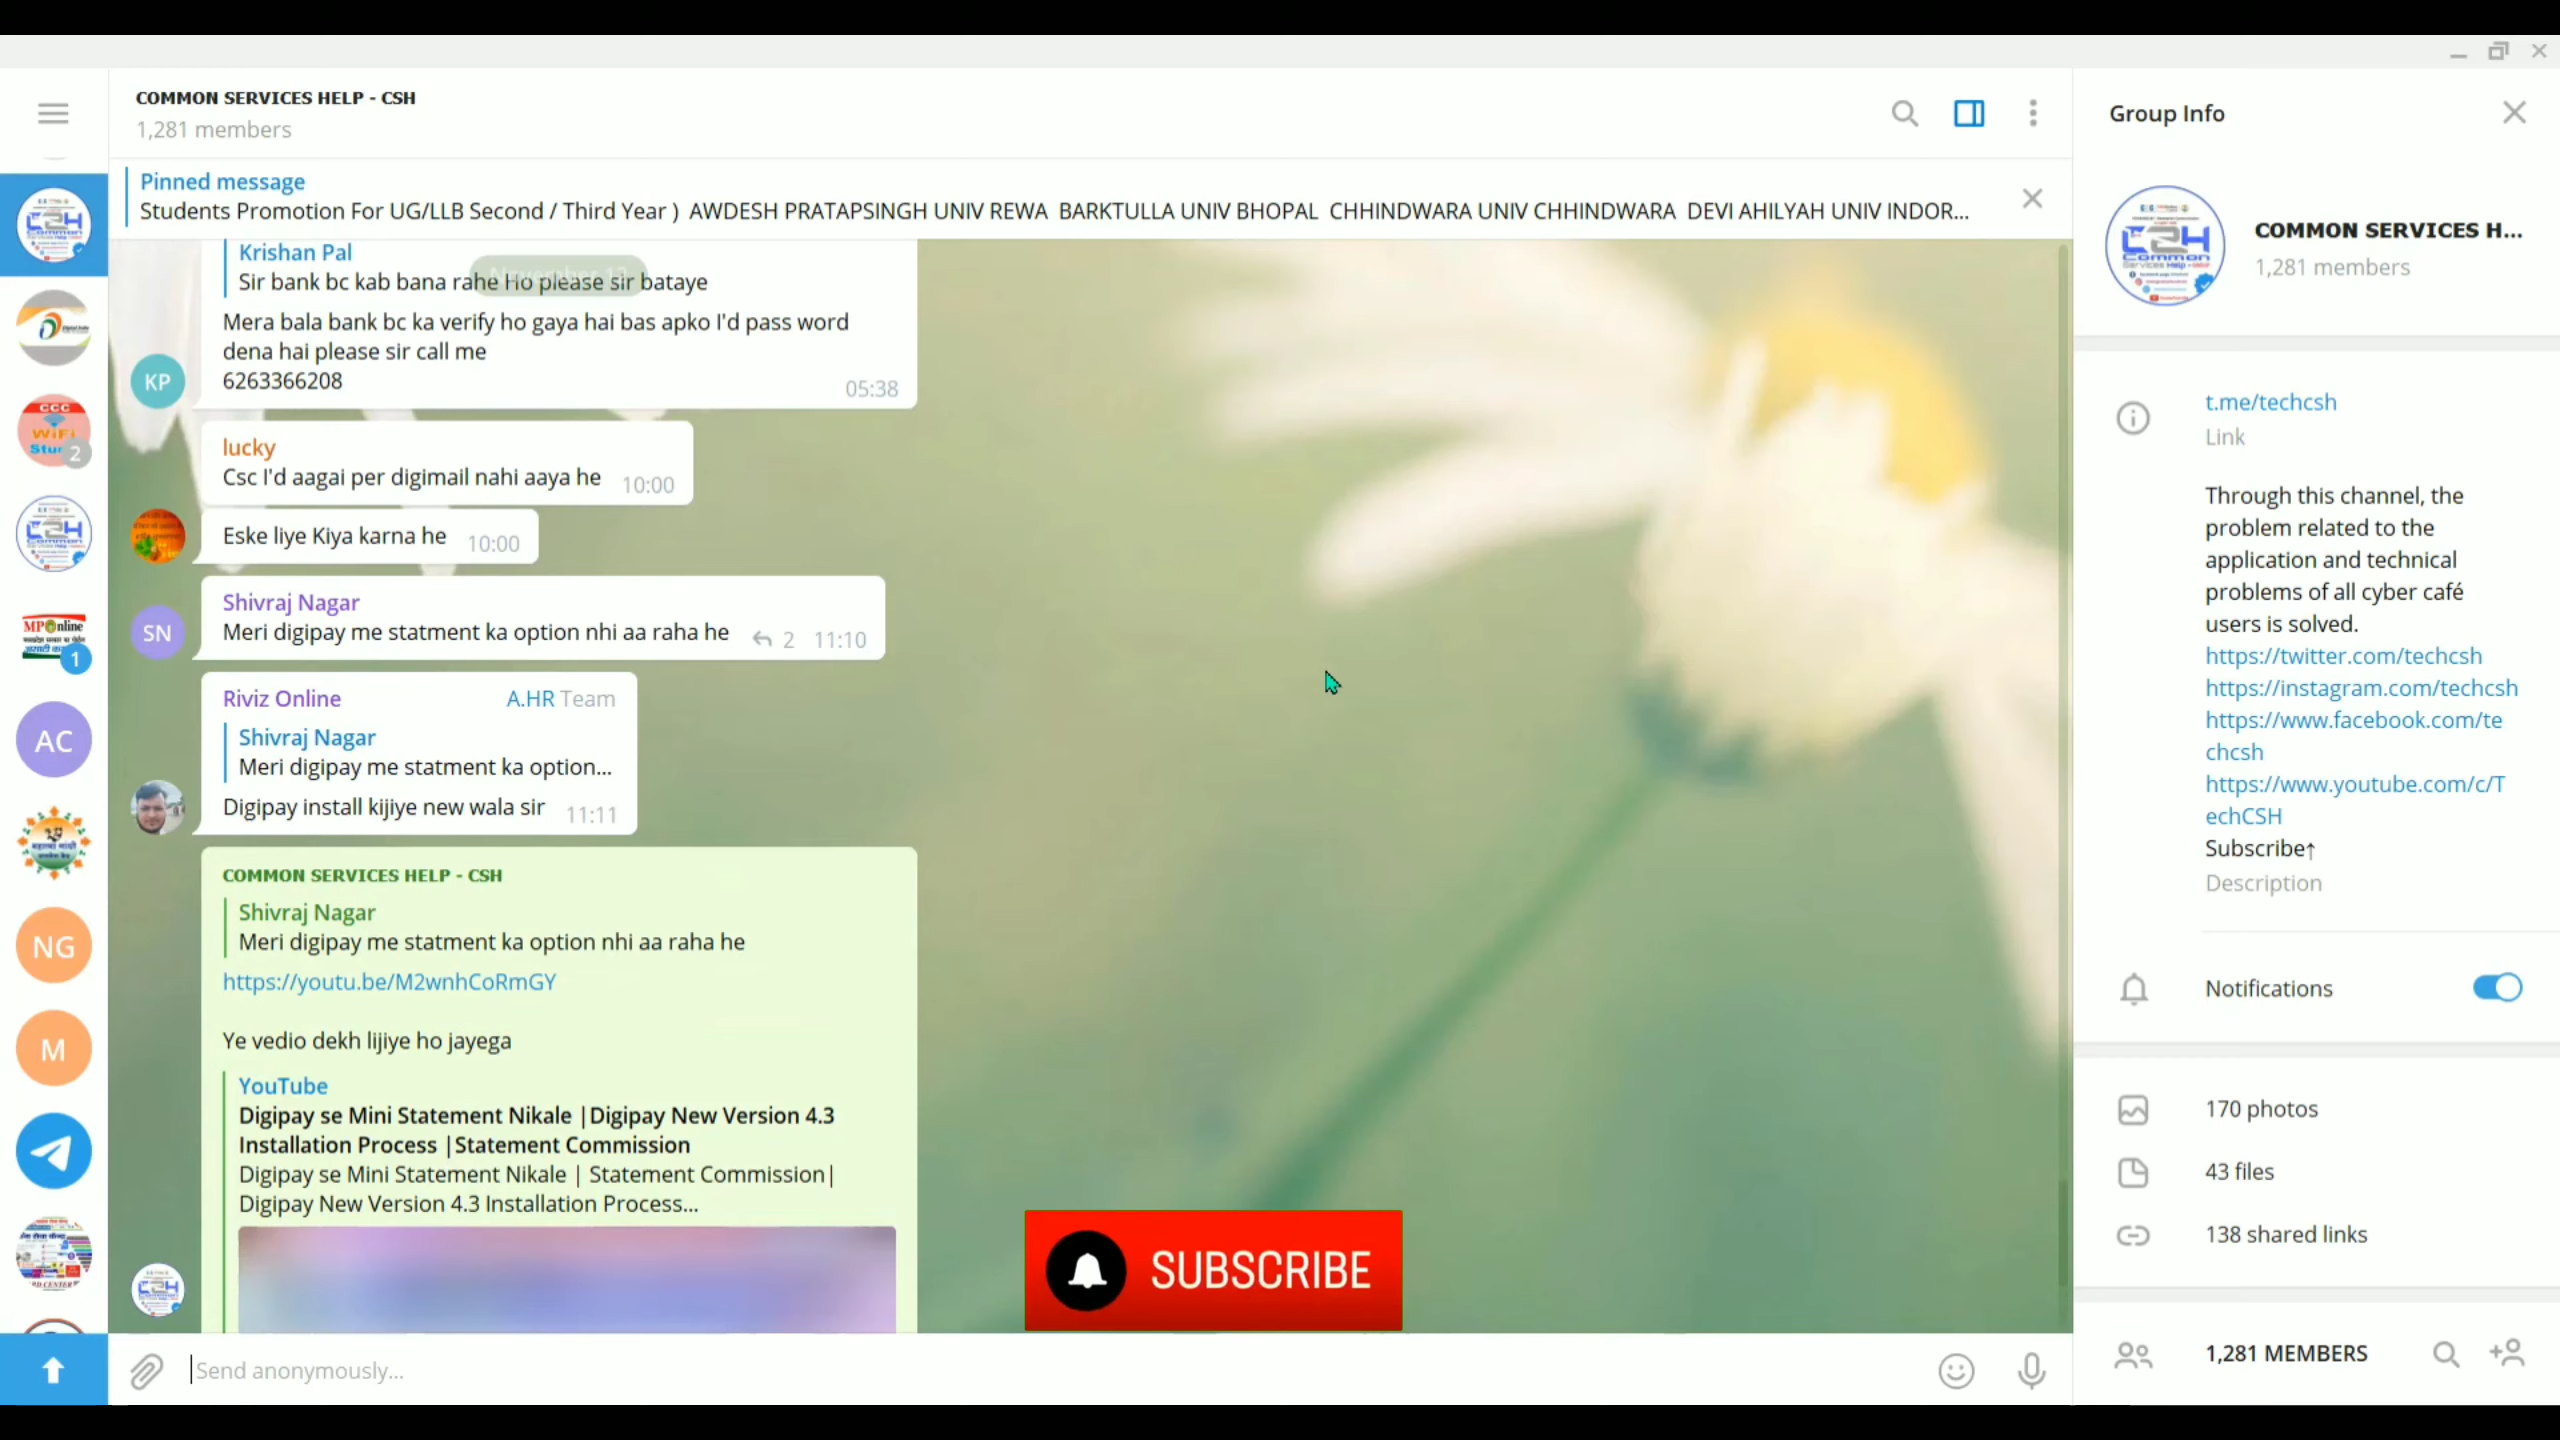 COMMON SERVICES HELP - CSH
1,281 members
Pinned message
Students Promotion For UG/LLB Second / Third Year ) AWDESH PRATAPSINGH UNIV REWA BARKTULLA UNIV BHOPAL CHHINDWARA UNIV CHHINDWARA DEVI AHILYAH UNIV INDOR...
Krishan Pal
Sir bank bc kab bana rahe Ho please sir bataye
Mera bala bank bc ka verify ho gaya hai bas apko I'd pass word
dena hai please sir call me
6263366208
05:38
KP
lucky
Csc I'd aagai per digimail nahi aaya he 10:00
Eske liye Kiya karna he 10:00
Shivraj Nagar
Meri digipay me statment ka option nhi aa raha he 2 11:10
SN
Riviz Online A.HR Team
Shivraj Nagar
Meri digipay me statment ka option...
Digipay install kijiye new wala sir 11:11
COMMON SERVICES HELP - CSH
Shivraj Nagar
Meri digipay me statment ka option nhi aa raha he
https://youtu.be/M2wnhCoRmGY
Ye vedio dekh lijiye ho jayega
YouTube
Digipay se Mini Statement Nikale |Digipay New Version 4.3
Installation Process |Statement Commission
Digipay se Mini Statement Nikale | Statement Commission|
Digipay New Version 4.3 Installation Process...
SUBSCRIBE
Send anonymously...
CCC
WiFi
2
MPOnline
1
AC
NG
M
Group Info
COMMON SERVICES H...
1,281 members
t.me/techcsh
Link
Through this channel, the
problem related to the
application and technical
problems of all cyber café
users is solved.
https://twitter.com/techcsh
https://instagram.com/techcsh
https://www.facebook.com/te
chcsh
https://www.youtube.com/c/T
echCSH
Subscribe↑
Description
Notifications
170 photos
43 files
138 shared links
1,281 MEMBERS